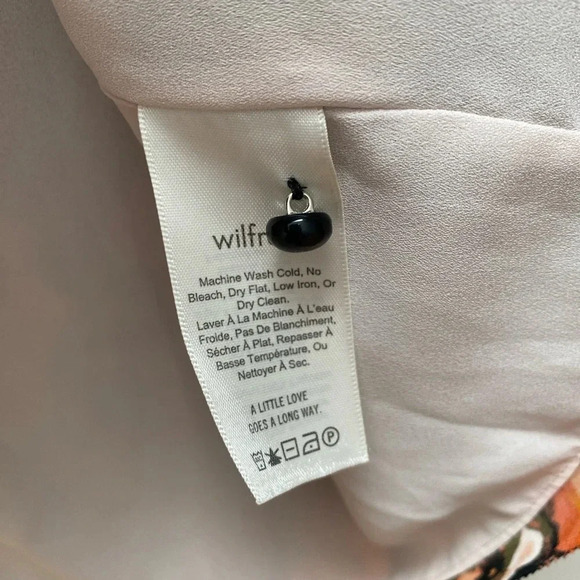 wilfr
Machine Wash Cold, No
Bleach, Dry Flat, Low Iron, Or
Dry Clean.
Laver À La Machine À L'eau
Froide, Pas De Blanchiment,
Sécher À Plat, Repasser À
Basse Température, Ou
Nettoyer À Sec.
A LITTLE LOVE
GOES A LONG WAY.
P